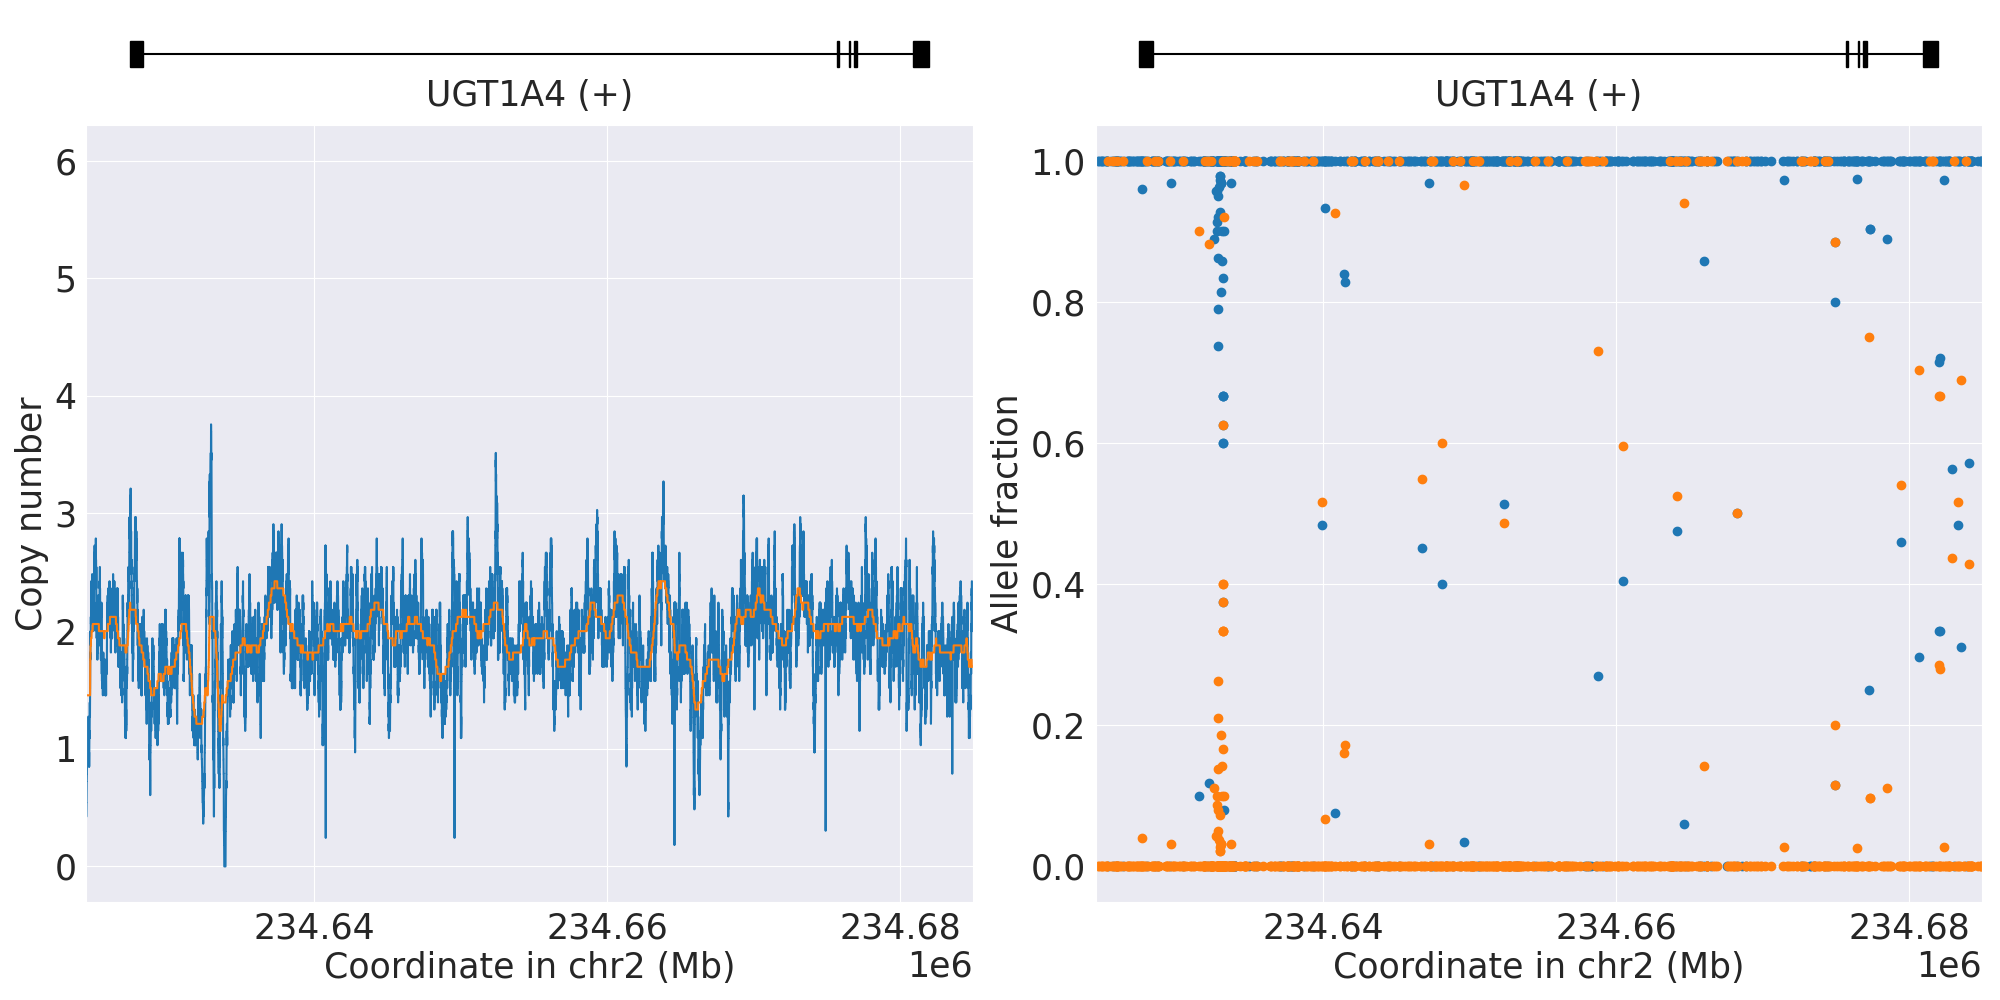 UGT1A4 (+)
6
5
4
3
2
1
0
Copy number
234.64
234.66
234.68
1e6
Coordinate in chr2 (Mb)
UGT1A4 (+)
1.0
0.8
0.6
0.4
0.2
0.0
Allele fraction
234.64
234.66
234.68
1e6
Coordinate in chr2 (Mb)